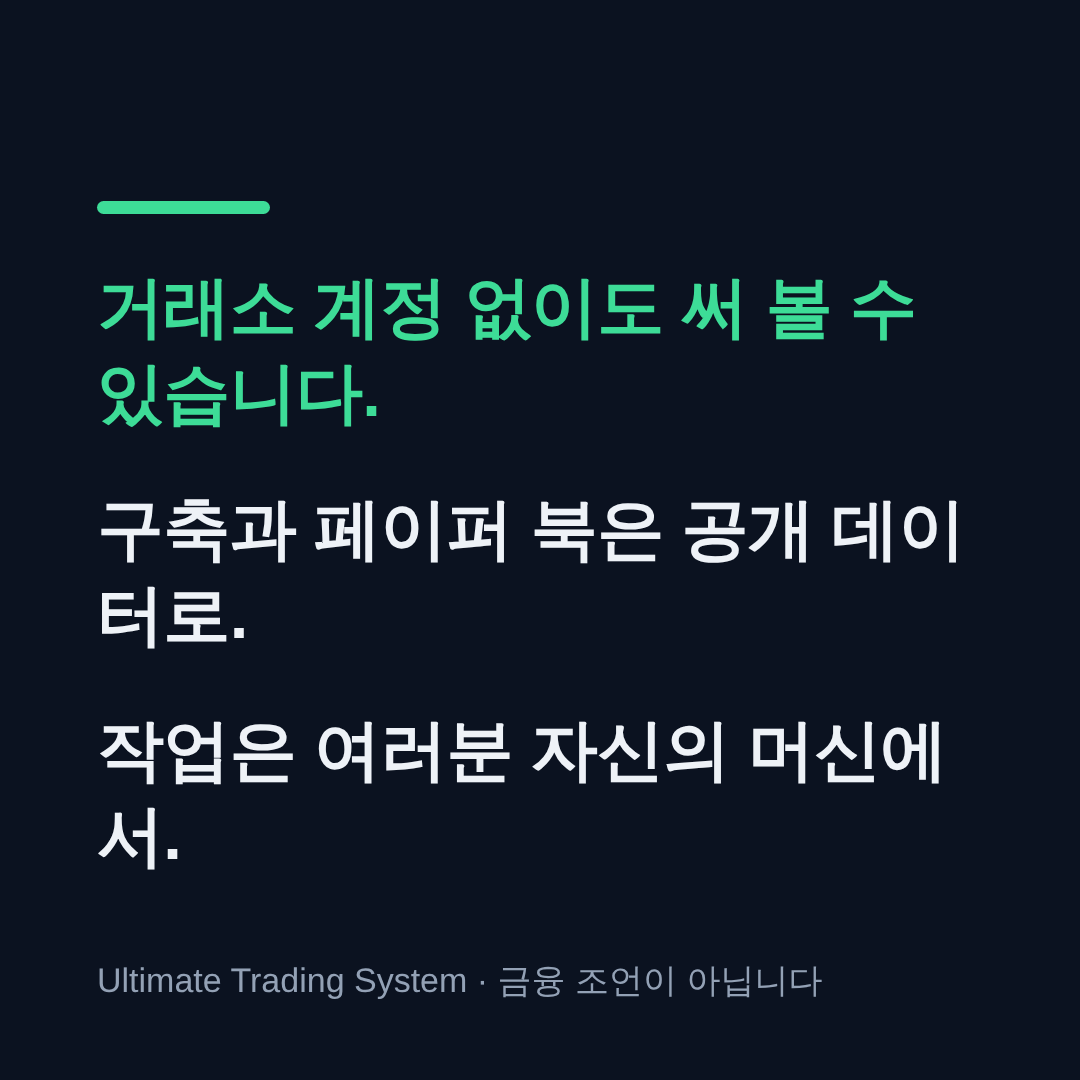 거래소 계정 없이도 써 볼 수
있습니다.
구축과 페이퍼 북은 공개 데이
터로.
작업은 여러분 자신의 머신에
서.
Ultimate Trading System · 금융 조언이 아닙니다